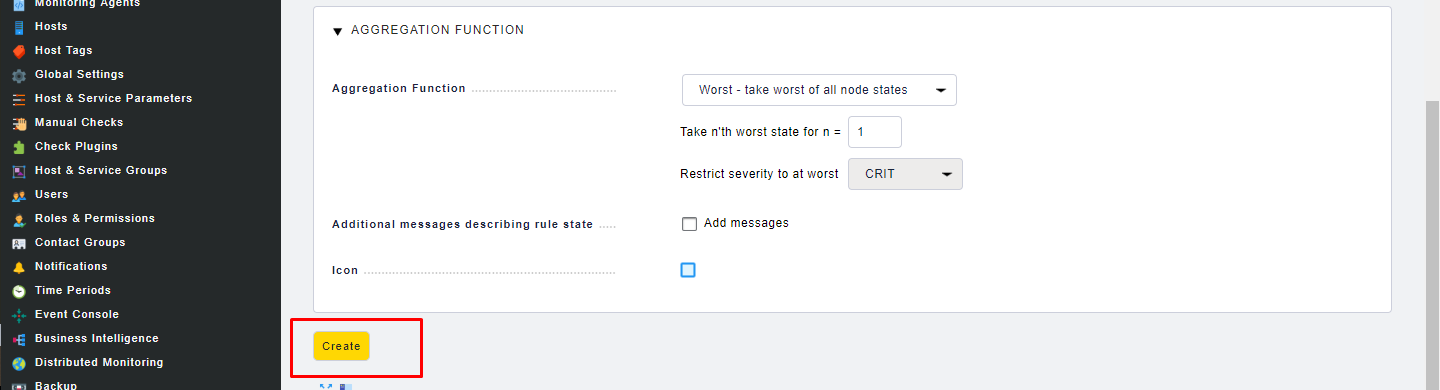 Monitoring Agents
Hosts
Host Tags
Global Settings
Host & Service Parameters
Manual Checks
Check Plugins
Host & Service Groups
Users
Roles & Permissions
Contact Groups
Notifications
Time Periods
Event Console
Business Intelligence
Distributed Monitoring
Backup
AGGREGATION FUNCTION
Aggregation Function
Worst - take worst of all node states
Take n'th worst state for n = 1
Restrict severity to at worst CRIT
Additional messages describing rule state
Add messages
Icon
Create